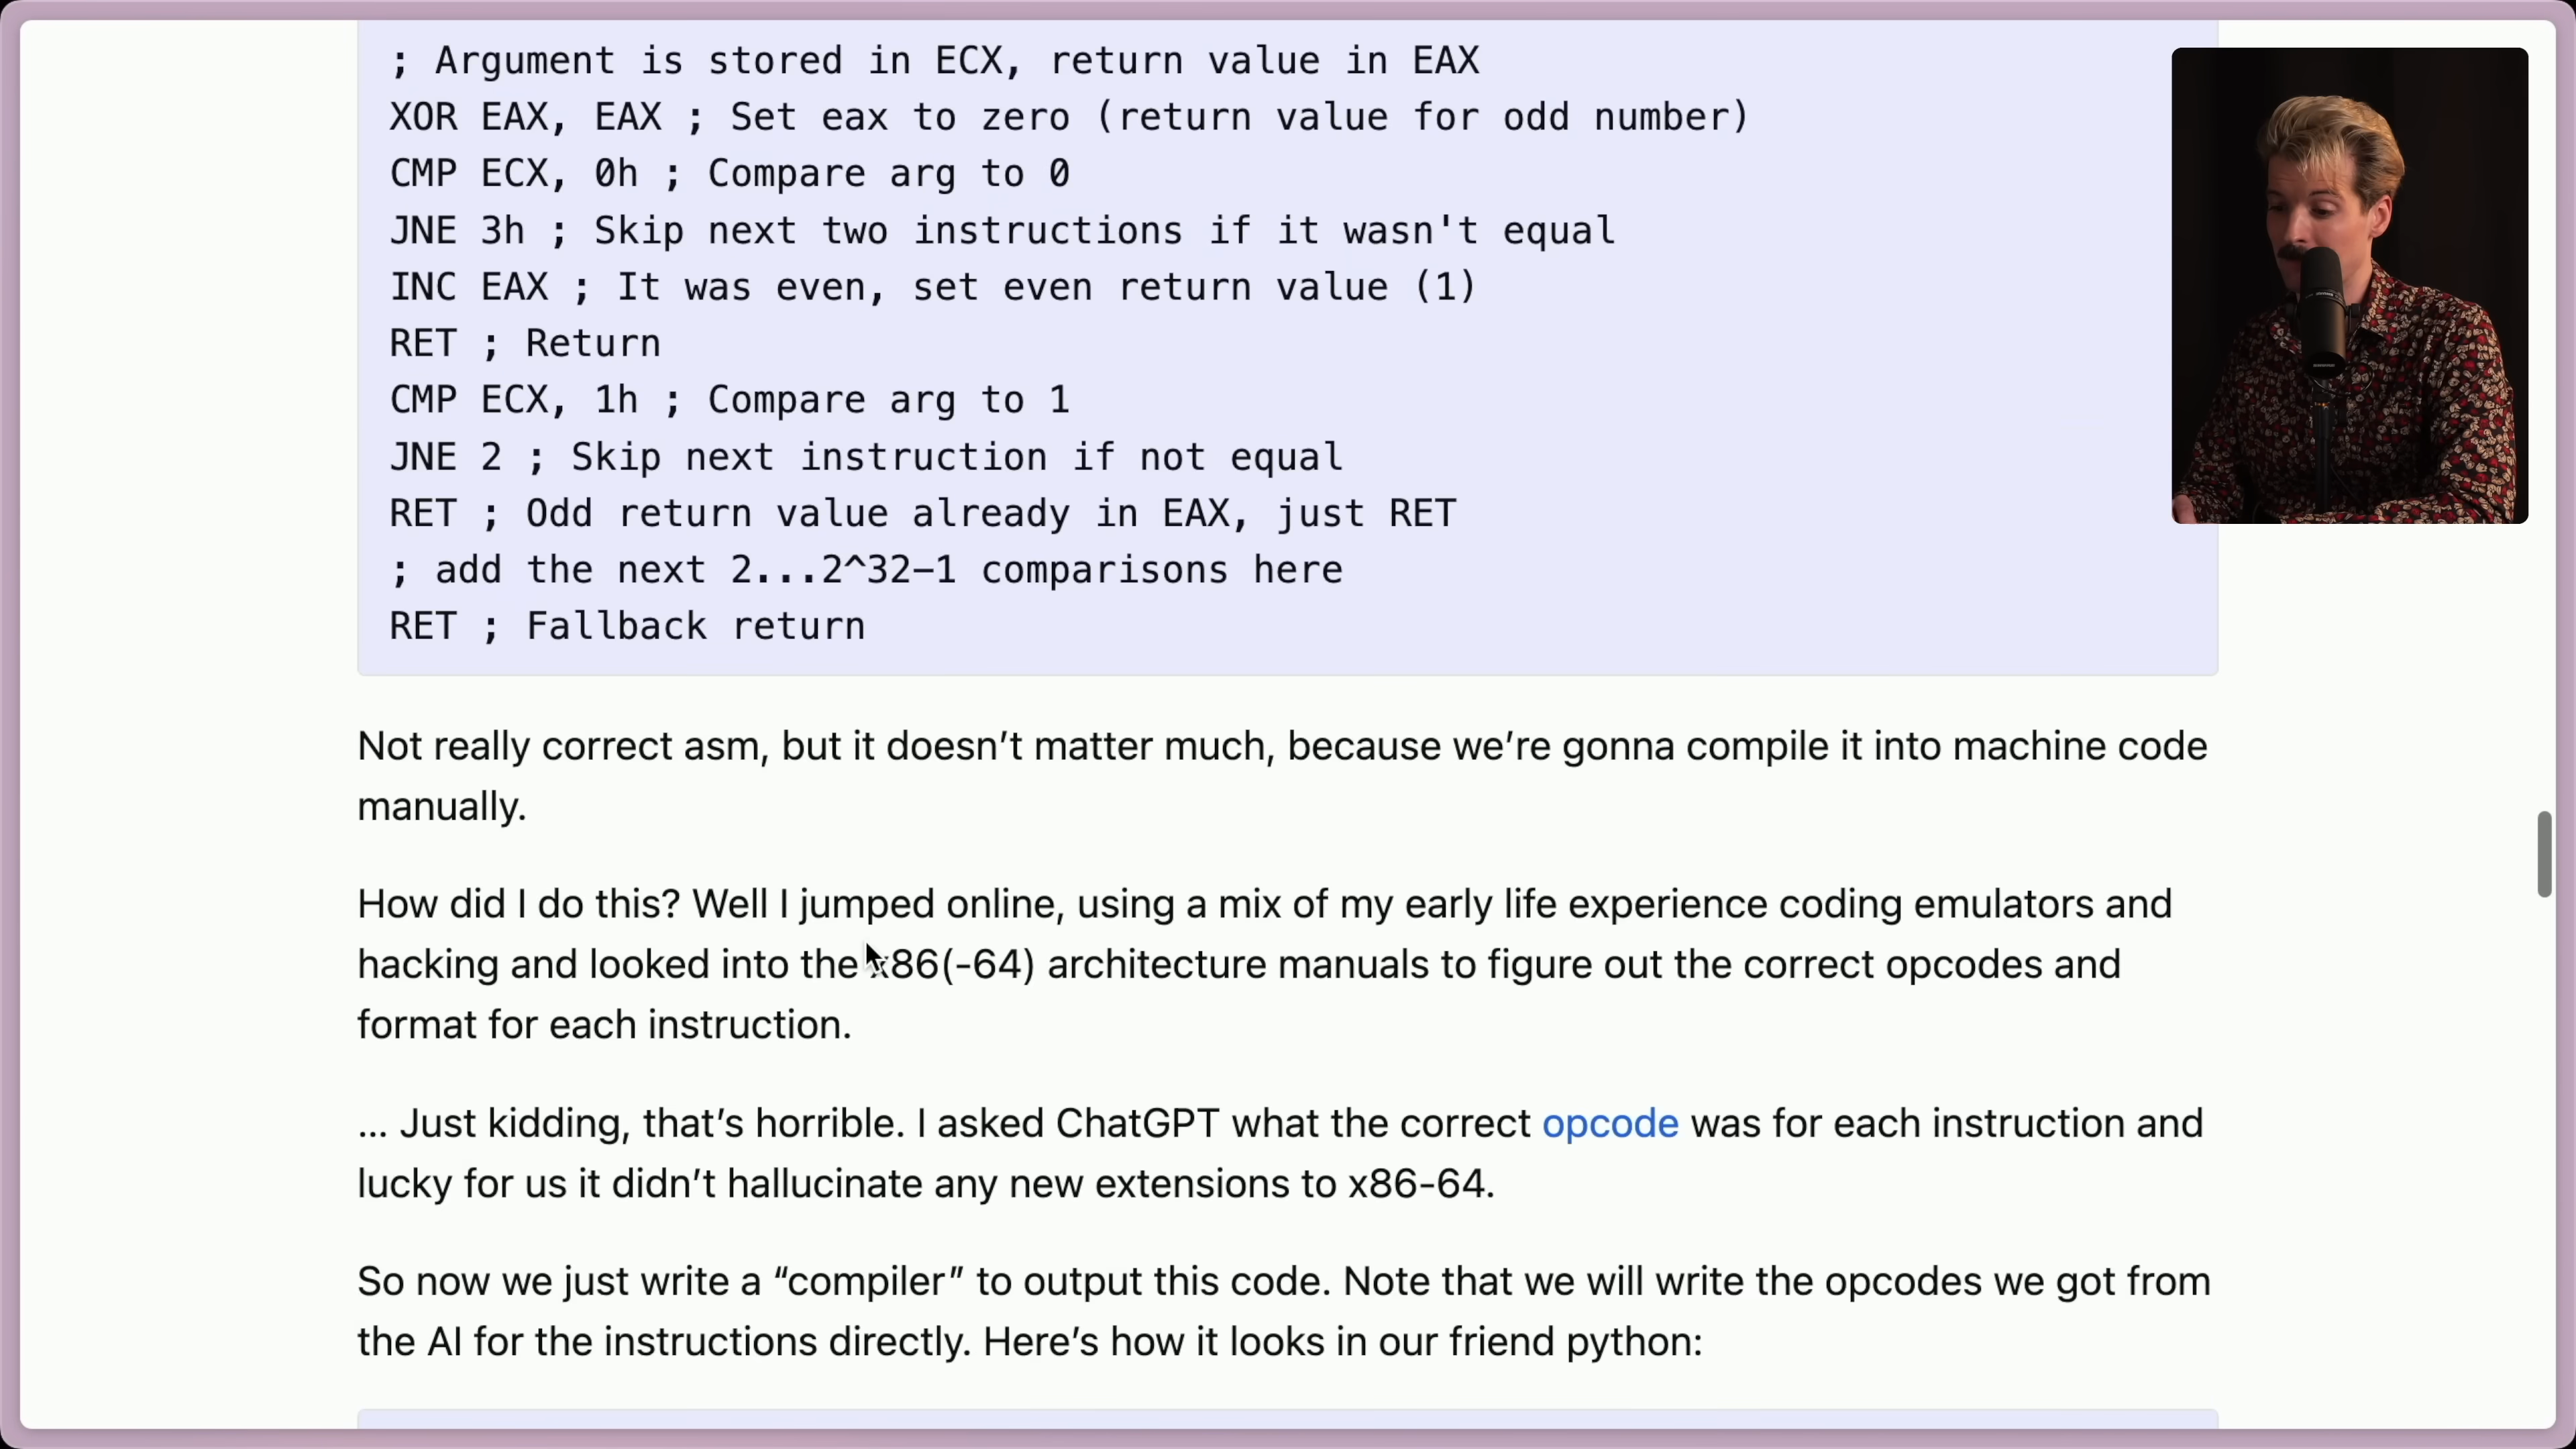 ; Argument is stored in ECX, return value in EAX
XOR EAX, EAX ; Set eax to zero (return value for odd number)
CMP ECX, 0h ; Compare arg to 0
JNE 3h ; Skip next two instructions if it wasn't equal
INC EAX ; It was even, set even return value (1)
RET ; Return
CMP ECX, 1h ; Compare arg to 1
JNE 2 ; Skip next instruction if not equal
RET ; Odd return value already in EAX, just RET
; add the next 2...2^32-1 comparisons here
RET ; Fallback return
Not really correct asm, but it doesn’t matter much, because we’re gonna compile it into machine code
manually.
How did I do this? Well I jumped online, using a mix of my early life experience coding emulators and
hacking and looked into the x86(-64) architecture manuals to figure out the correct opcodes and
format for each instruction.
… Just kidding, that’s horrible. I asked ChatGPT what the correct opcode was for each instruction and
lucky for us it didn’t hallucinate any new extensions to x86-64.
So now we just write a “compiler” to output this code. Note that we will write the opcodes we got from
the AI for the instructions directly. Here’s how it looks in our friend python: